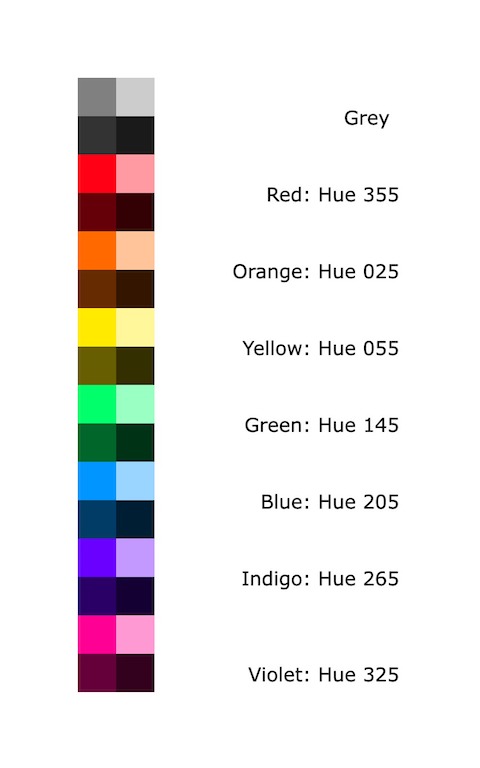 Grey
Red: Hue 355
Orange: Hue 025
Yellow: Hue 055
Green: Hue 145
Blue: Hue 205
Indigo: Hue 265
Violet: Hue 325